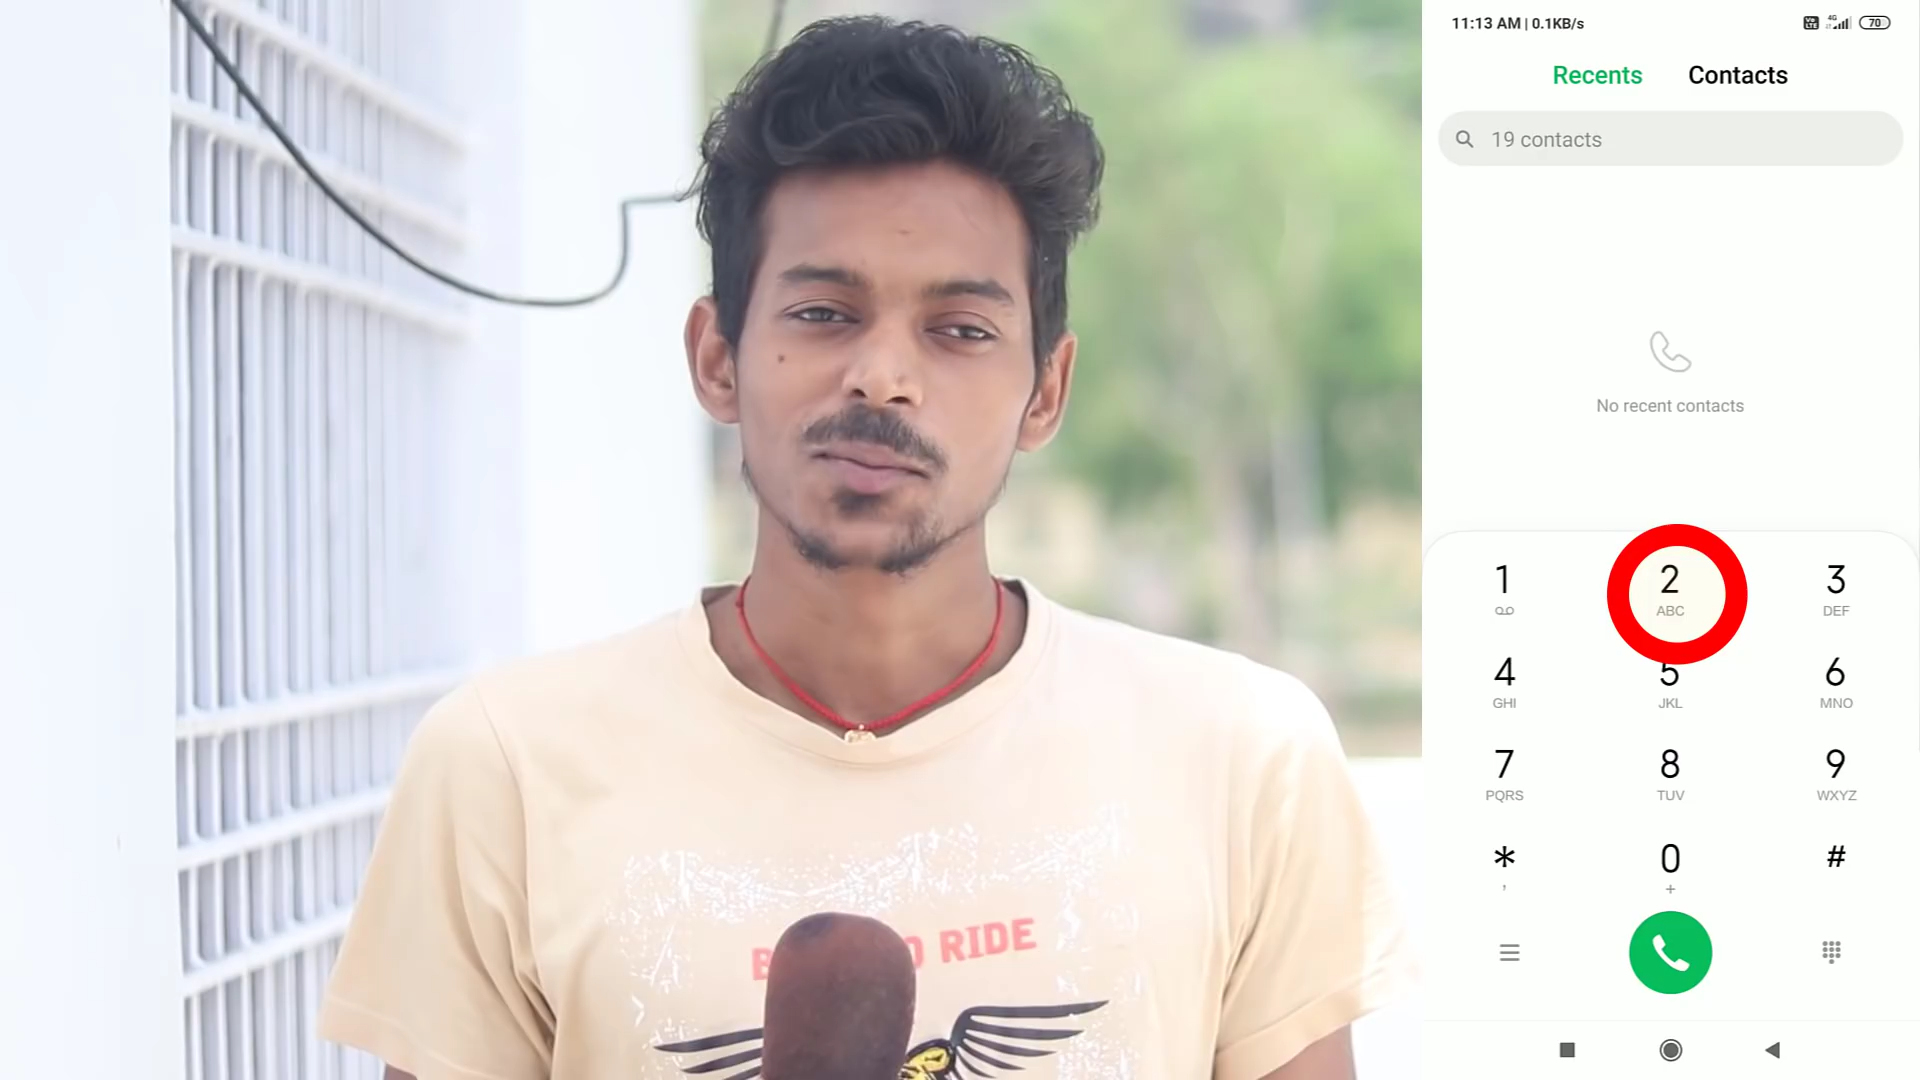 11:13 AM | 0.1KB/s
4G
70
Recents Contacts
19 contacts
No recent contacts
1 2 3
ABC DEF
4 5 6
GHI JKL MNO
7 8 9
PQRS TUV WXYZ
* 0 #
, +
RIDE